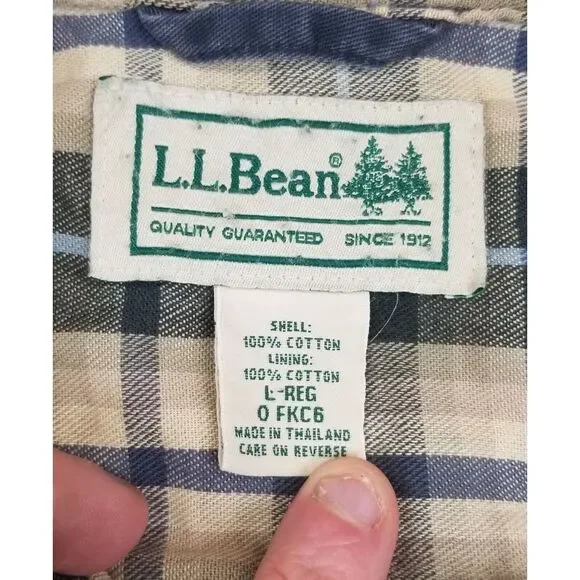 L.L.Bean®
QUALITY GUARANTEED SINCE 1912
SHELL:
100% COTTON
LINING:
100% COTTON
L-REG
0 FKC6
MADE IN THAILAND
CARE ON REVERSE